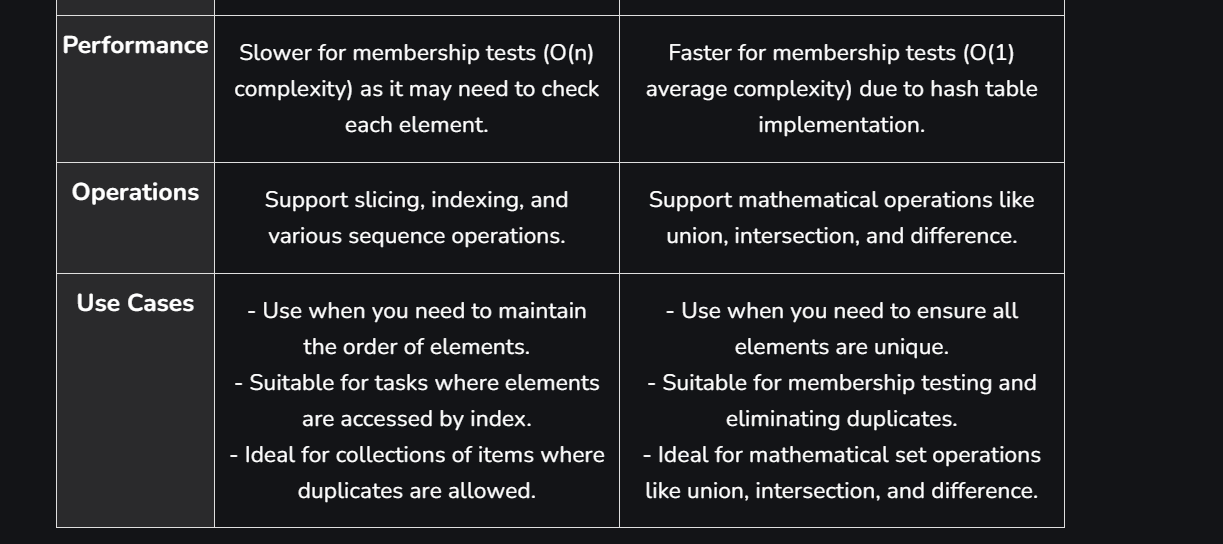 Performance
Slower for membership tests (O(n)
complexity) as it may need to check
each element.
Faster for membership tests (O(1)
average complexity) due to hash table
implementation.
Operations
Support slicing, indexing, and
various sequence operations.
Support mathematical operations like
union, intersection, and difference.
Use Cases
- Use when you need to maintain
the order of elements.
- Suitable for tasks where elements
are accessed by index.
- Ideal for collections of items where
duplicates are allowed.
- Use when you need to ensure all
elements are unique.
- Suitable for membership testing and
eliminating duplicates.
- Ideal for mathematical set operations
like union, intersection, and difference.